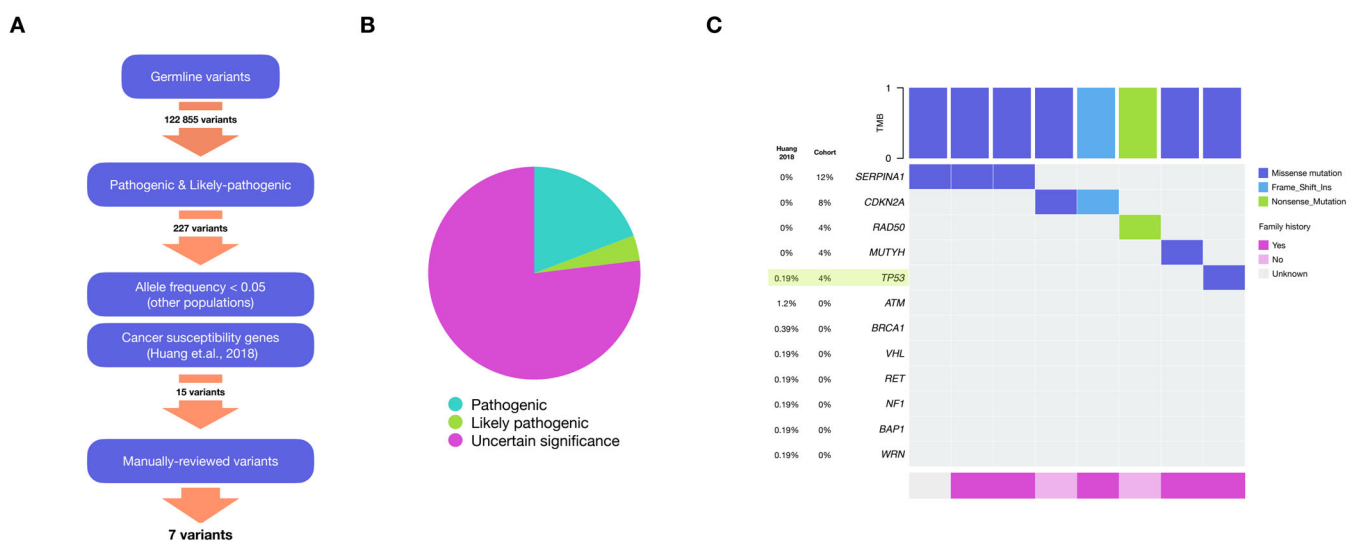 A
Germline variants
122 855 variants
Pathogenic & Likely-pathogenic
227 variants
Allele frequency < 0.05
(other populations)
Cancer susceptibility genes
(Huang et.al., 2018)
15 variants
Manually-reviewed variants
7 variants
B
Pathogenic
Likely pathogenic
Uncertain significance
C
1
TMB
0
Huang
2018
Cohort
0% 12% SERPINA1
0% 8% CDKN2A
0% 4% RAD50
0% 4% MUTYH
0.19% 4% TP53
1.2% 0% ATM
0.39% 0% BRCA1
0.19% 0% VHL
0.19% 0% RET
0.19% 0% NF1
0.19% 0% BAP1
0.19% 0% WRN
Missense mutation
Frame_Shift_Ins
Nonsense_Mutation
Family history
Yes
No
Unknown